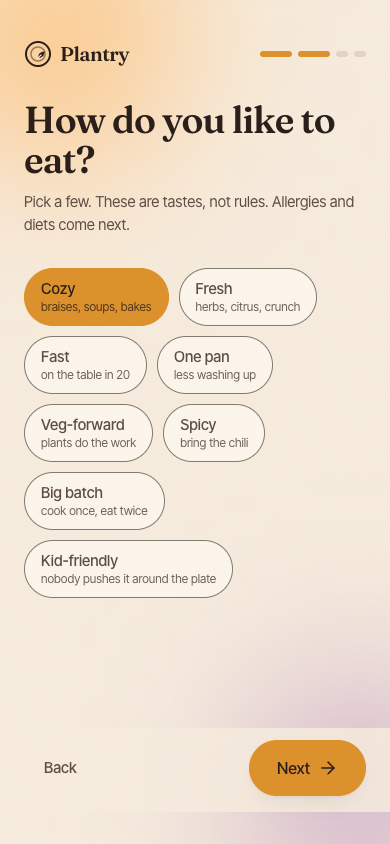 Plantry
How do you like to
eat?
Pick a few. These are tastes, not rules. Allergies and
diets come next.
Cozy
braises, soups, bakes
Fresh
herbs, citrus, crunch
Fast
on the table in 20
One pan
less washing up
Veg-forward
plants do the work
Spicy
bring the chili
Big batch
cook once, eat twice
Kid-friendly
nobody pushes it around the plate
Back
Next